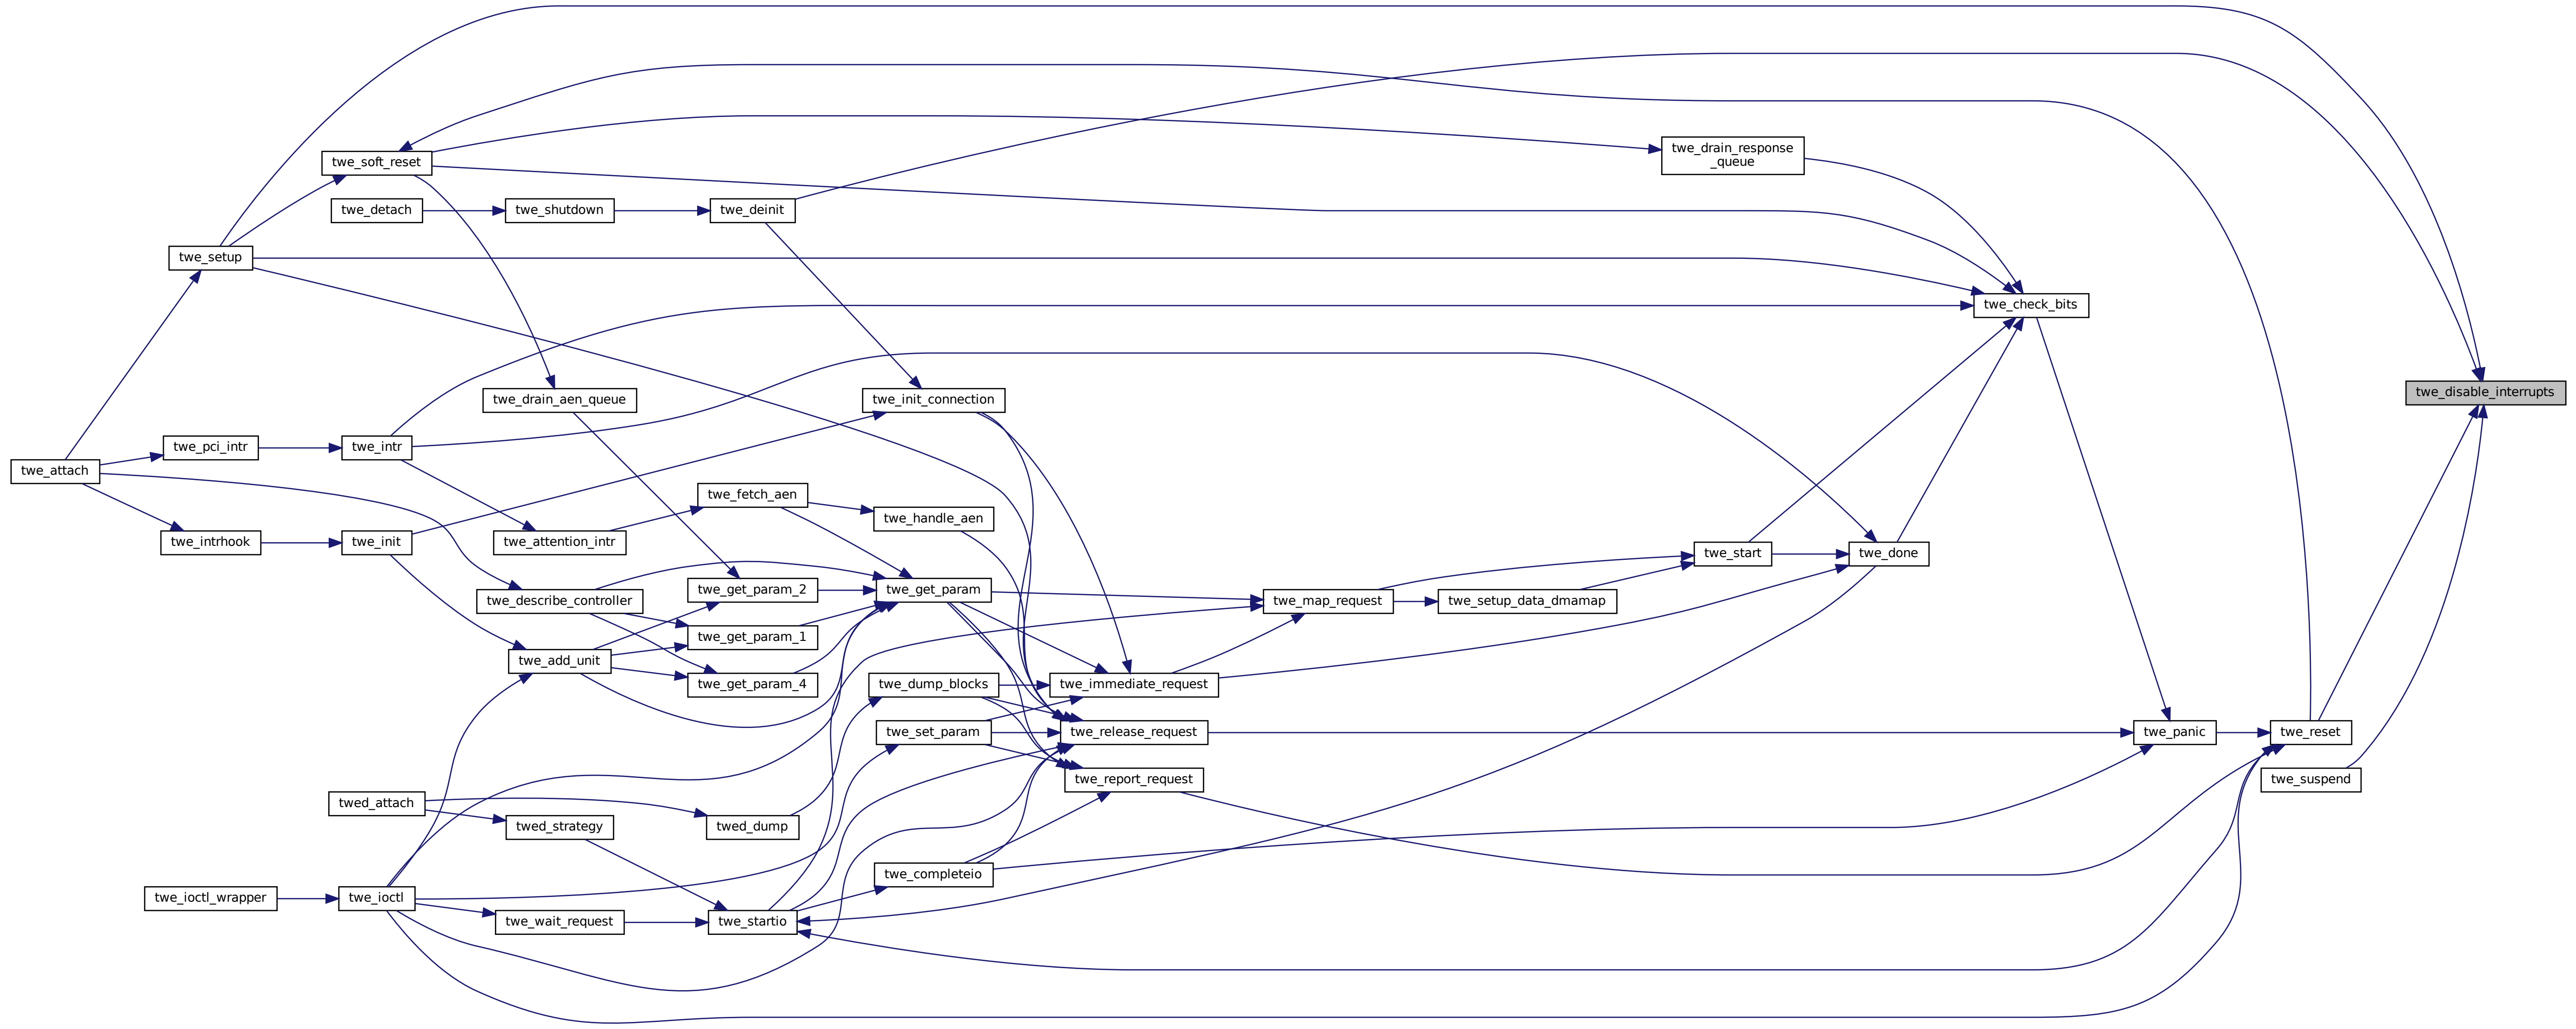 twe_soft_reset
twe_drain_response
_queue
twe_detach
twe_shutdown
twe_deinit
twe_setup
twe_check_bits
twe_disable_interrupts
twe_drain_aen_queue
twe_init_connection
twe_pci_intr
twe_intr
twe_attach
twe_fetch_aen
twe_handle_aen
twe_intrhook
twe_init
twe_attention_intr
twe_start
twe_done
twe_get_param_2
twe_get_param
twe_describe_controller
twe_map_request
twe_setup_data_dmamap
twe_get_param_1
twe_add_unit
twe_get_param_4
twe_dump_blocks
twe_immediate_request
twe_set_param
twe_release_request
twe_panic
twe_reset
twe_report_request
twe_suspend
twed_attach
twed_strategy
twed_dump
twe_completeio
twe_ioctl_wrapper
twe_ioctl
twe_wait_request
twe_startio